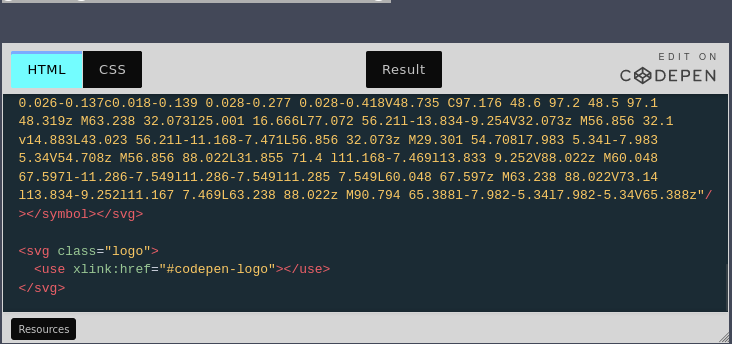 EDIT ON
HTML CSS Result CODEPEN
0.026-0.137c0.018-0.139 0.028-0.277 0.028-0.418V48.735 C97.176 48.6 97.2 48.5 97.1
48.319z M63.238 32.073l25.001 16.666L77.072 56.21l-13.834-9.254V32.073z M56.856 32.1
v14.883L43.023 56.21l-11.168-7.471L56.856 32.073z M29.301 54.708l7.983 5.34l-7.983
5.34V54.708z M56.856 88.022L31.855 71.4 l11.168-7.469l13.833 9.252V88.022z M60.048
67.597l-11.286-7.549l11.286-7.549l11.285 7.549L60.048 67.597z M63.238 88.022V73.14
l13.834-9.252l11.167 7.469L63.238 88.022z M90.794 65.388l-7.982-5.34l7.982-5.34V65.388z"/
></symbol></svg>
<svg class="logo">
<use xlink:href="#codepen-logo"></use>
</svg>
Resources